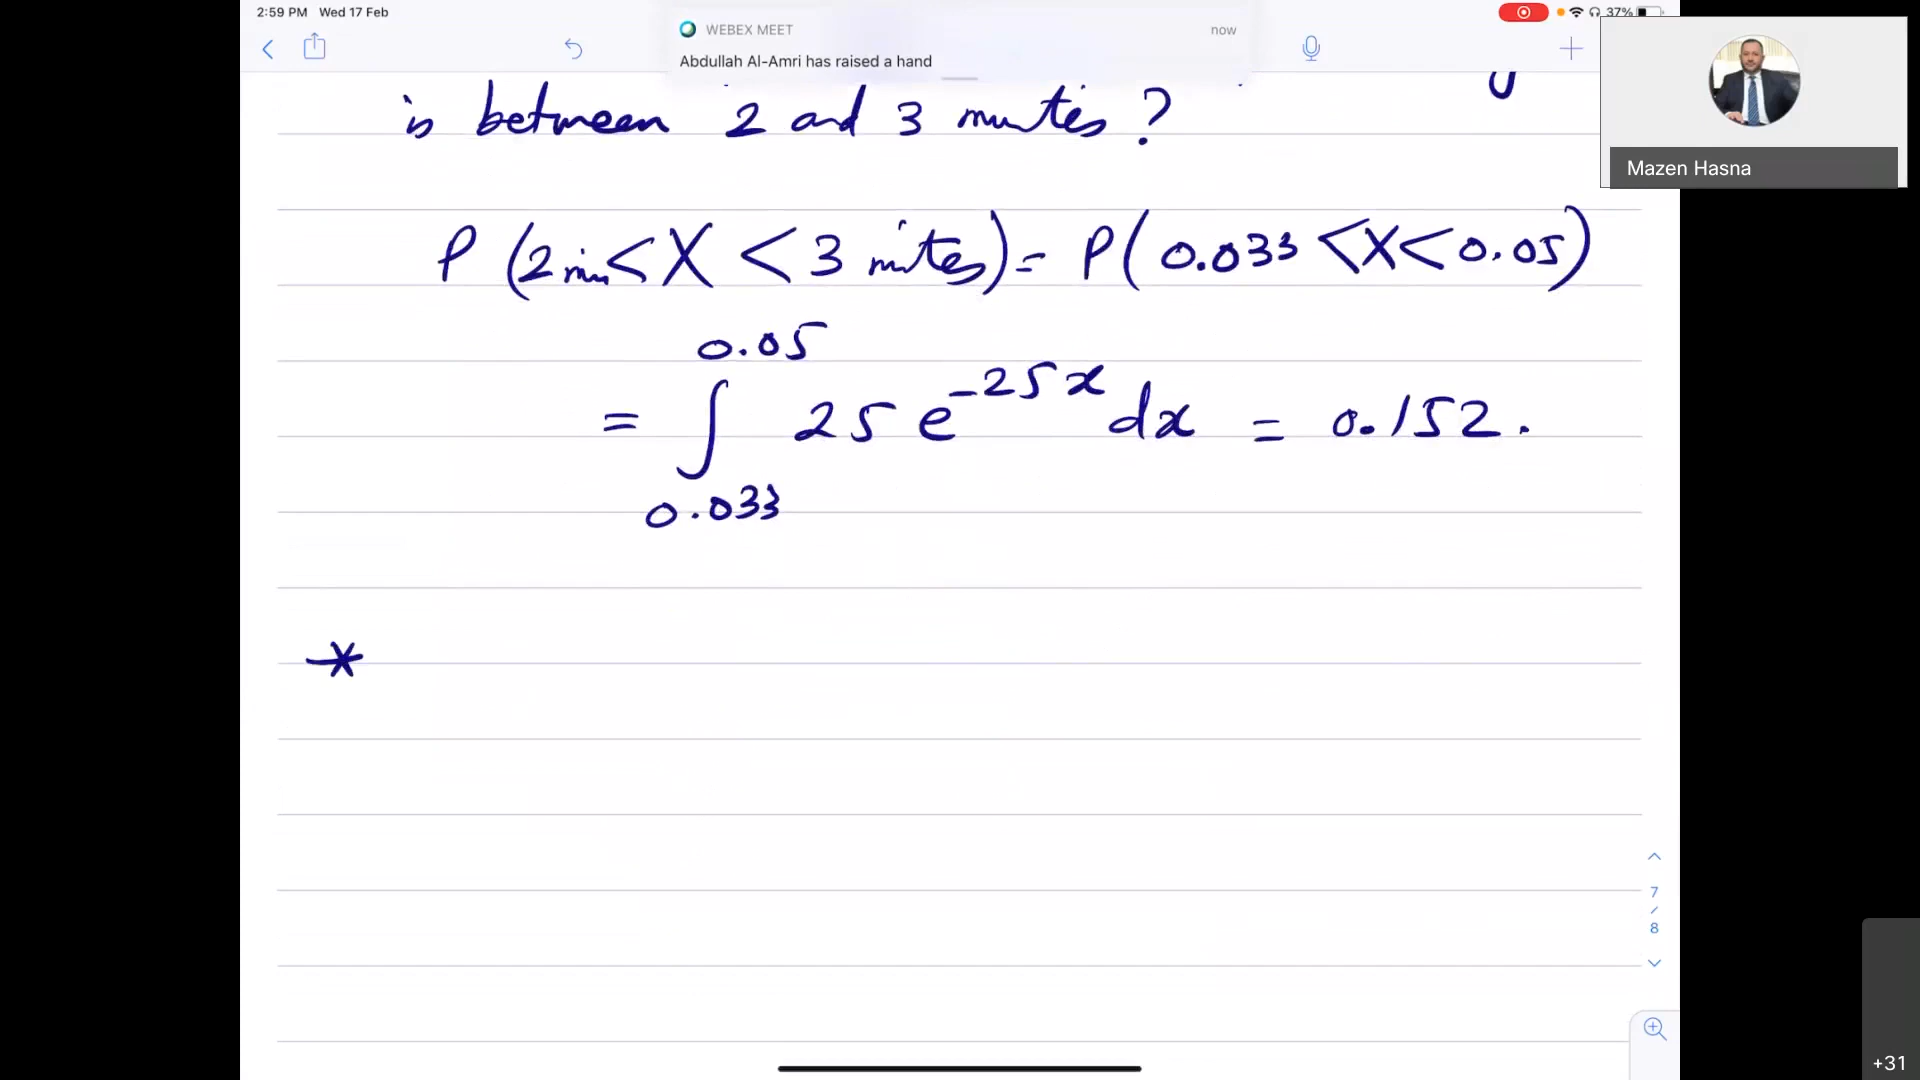 2:59 PM Wed 17 Feb
37%
WEBEX MEET
now
Abdullah Al-Amri has raised a hand
Mazen Hasna
is between 2 and 3 minutes ?
P (2 min < X < 3 minutes) = P( 0.033 < X < 0.05)
0.05
= ∫ 25 e^{-25x} dx = 0.152.
0.033
*
7
/
8
+31